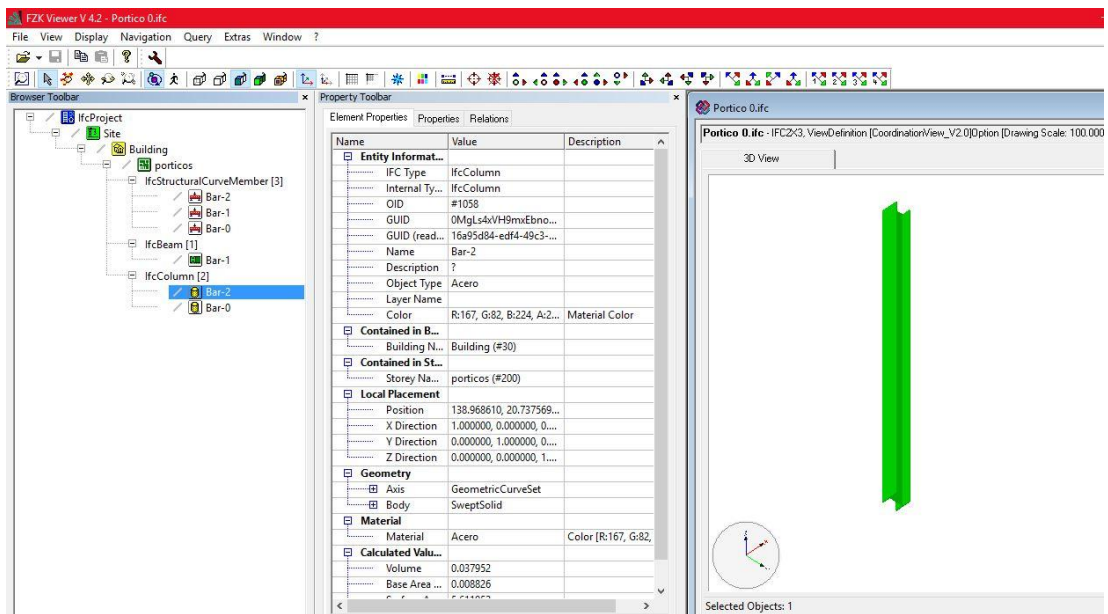 FZK Viewer V 4.2 - Portico 0.ifc
File View Display Navigation Query Extras Window ?
Browser Toolbar
IfcProject
Site
Building
porticos
IfcStructuralCurveMember [3]
Bar-2
Bar-1
Bar-0
IfcBeam [1]
Bar-1
IfcColumn [2]
Bar-2
Bar-0
Property Toolbar
Element Properties Properties Relations
Name Value Description
Entity Informat...
IFC Type IfcColumn
Internal Ty... IfcColumn
OID #1058
GUID 0MgLs4xVH9mxEbno...
GUID (read... 16a95d84-edf4-49c3-...
Name Bar-2
Description ?
Object Type Acero
Layer Name
Color R:167, G:82, B:224, A:2... Material Color
Contained in B...
Building N... Building (#30)
Contained in St...
Storey Na... porticos (#200)
Local Placement
Position 138.968610, 20.737569...
X Direction 1.000000, 0.000000, 0....
Y Direction 0.000000, 1.000000, 0....
Z Direction 0.000000, 0.000000, 1....
Geometry
Axis GeometricCurveSet
Body SweptSolid
Material
Material Acero Color [R:167, G:82,
Calculated Valu...
Volume 0.037952
Base Area ... 0.008826
Portico 0.ifc
Portico 0.ifc - IFC2X3, ViewDefinition [CoordinationView_V2.0]Option [Drawing Scale: 100.000
3D View
Selected Objects: 1